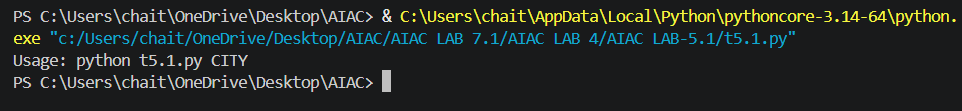 PS C:\Users\chait\OneDrive\Desktop\AIAC> & C:\Users\chait\AppData\Local\Python\pythoncore-3.14-64\python.
exe "c:/Users/chait/OneDrive/Desktop/AIAC/AIAC LAB 7.1/AIAC LAB 4/AIAC LAB-5.1/t5.1.py"
Usage: python t5.1.py CITY
PS C:\Users\chait\OneDrive\Desktop\AIAC>